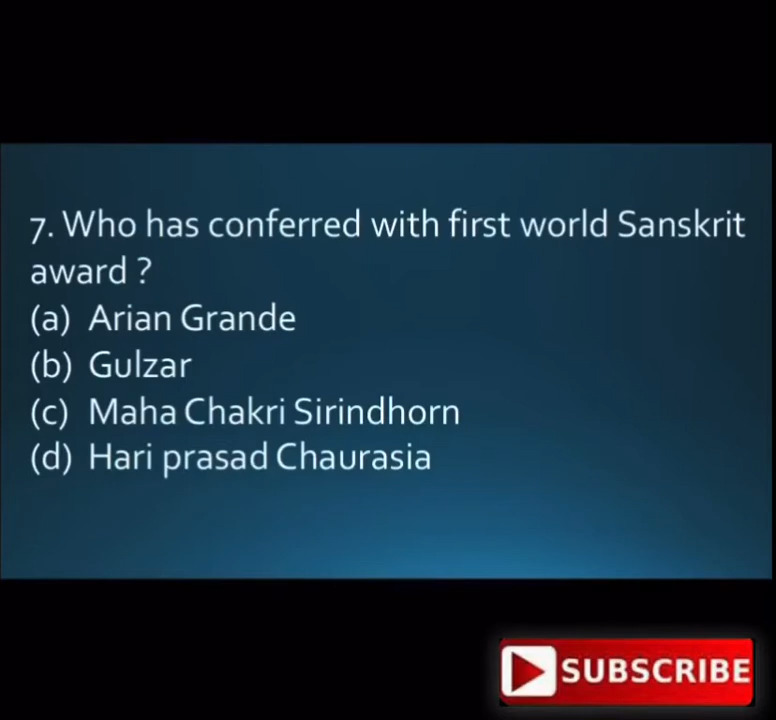 7. Who has conferred with first world Sanskrit
award ?
(a) Arian Grande
(b) Gulzar
(c) Maha Chakri Sirindhorn
(d) Hari prasad Chaurasia
SUBSCRIBE